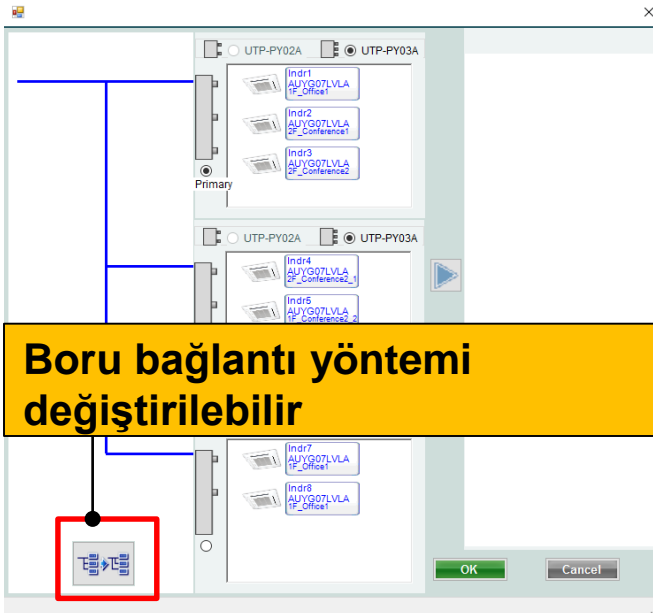 UTP-PY02A UTP-PY03A
Indr1
AUYG07LVLA
1F_Office1
Indr2
AUYG07LVLA
2F_Conference1
Indr3
AUYG07LVLA
2F_Conference2
Primary
UTP-PY02A UTP-PY03A
Indr4
AUYG07LVLA
2F_Conference2_1
Indr5
AUYG07LVLA
1F_Conference2_2
Boru bağlantı yöntemi
değiştirilebilir
Indr7
AUYG07LVLA
1F_Office1
Indr8
AUYG07LVLA
1F_Office1
OK Cancel